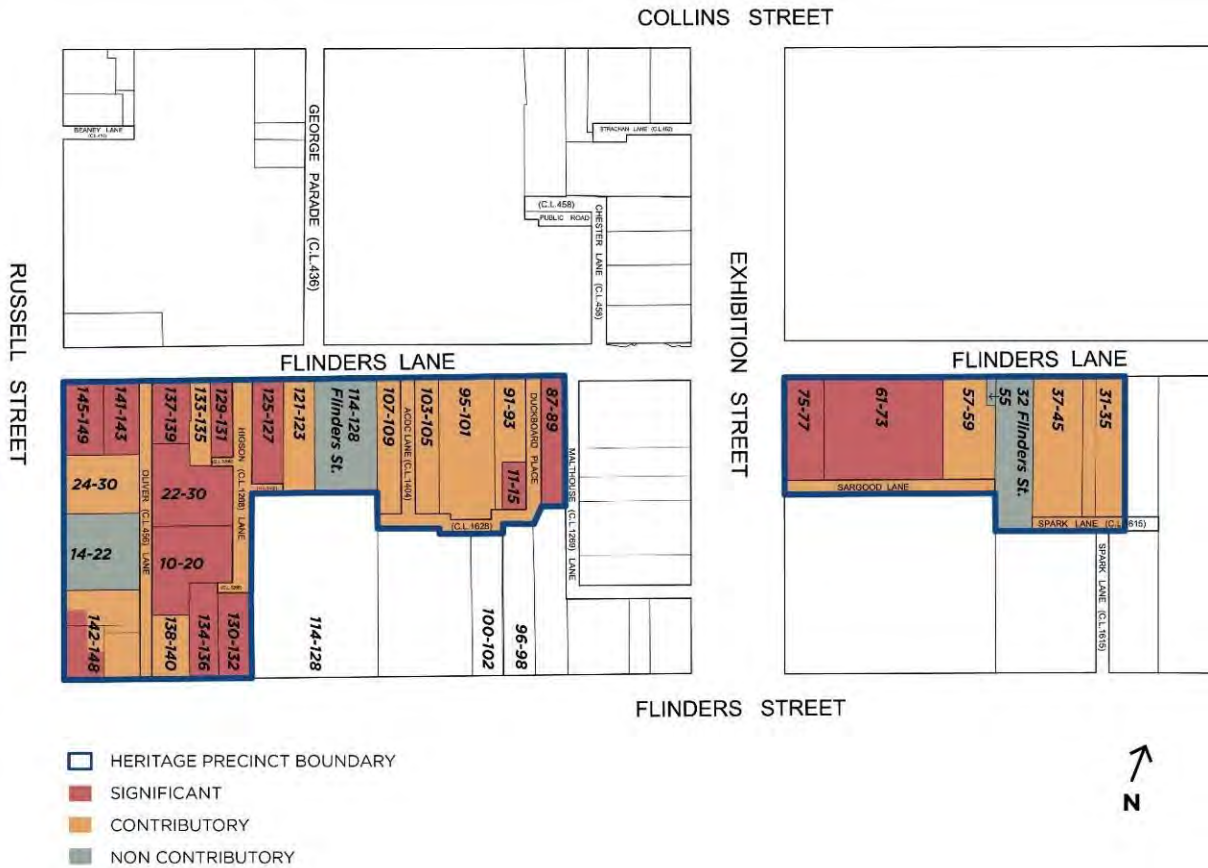 COLLINS STREET
BEANEY LANE
GEORGE PARADE (C.L.436)
STRACHAN LANE (C.L.162)
(C.L.458)
PUBLIC ROAD
CHESTER LANE (C.L.458)
RUSSELL STREET
EXHIBITION STREET
FLINDERS LANE
FLINDERS LANE
145-149
141-143
137-139
133-135
129-131
125-127
121-123
114-128
Flinders St.
107-109
ACDC LANE (C.L.1404)
103-105
95-101
91-93
DUCKBOARD PLACE
87-89
11-15
24-30
22-30
14-22
10-20
OLIVER (C.L.456) LANE
HIGSON (C.L.1208) LANE
(C.L.1628)
MALTHOUSE (C.L.1269) LANE
142-148
138-140
134-136
130-132
114-128
100-102
96-98
75-77
61-73
57-59
55
32 Flinders St.
37-45
31-35
SARGOOD LANE
SPARK LANE (C.L.1615)
SPARK LANE (C.L.1615)
FLINDERS STREET
HERITAGE PRECINCT BOUNDARY
SIGNIFICANT
CONTRIBUTORY
NON CONTRIBUTORY
N